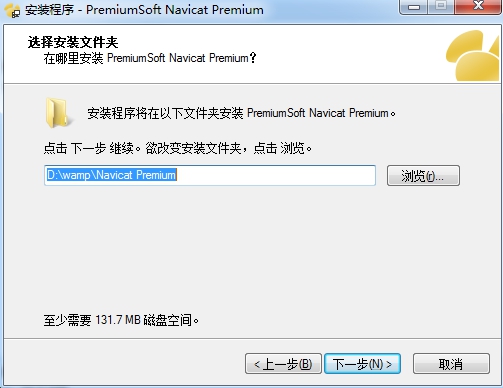 安装程序 - PremiumSoft Navicat Premium
选择安装文件夹
在哪里安装 PremiumSoft Navicat Premium？
安装程序将在以下文件夹安装 PremiumSoft Navicat Premium。
点击 下一步 继续。欲改变安装文件夹，点击 浏览。
D:\wamp\Navicat Premium
浏览(r)...
至少需要 131.7 MB 磁盘空间。
< 上一步(B) 下一步(N) > 取消